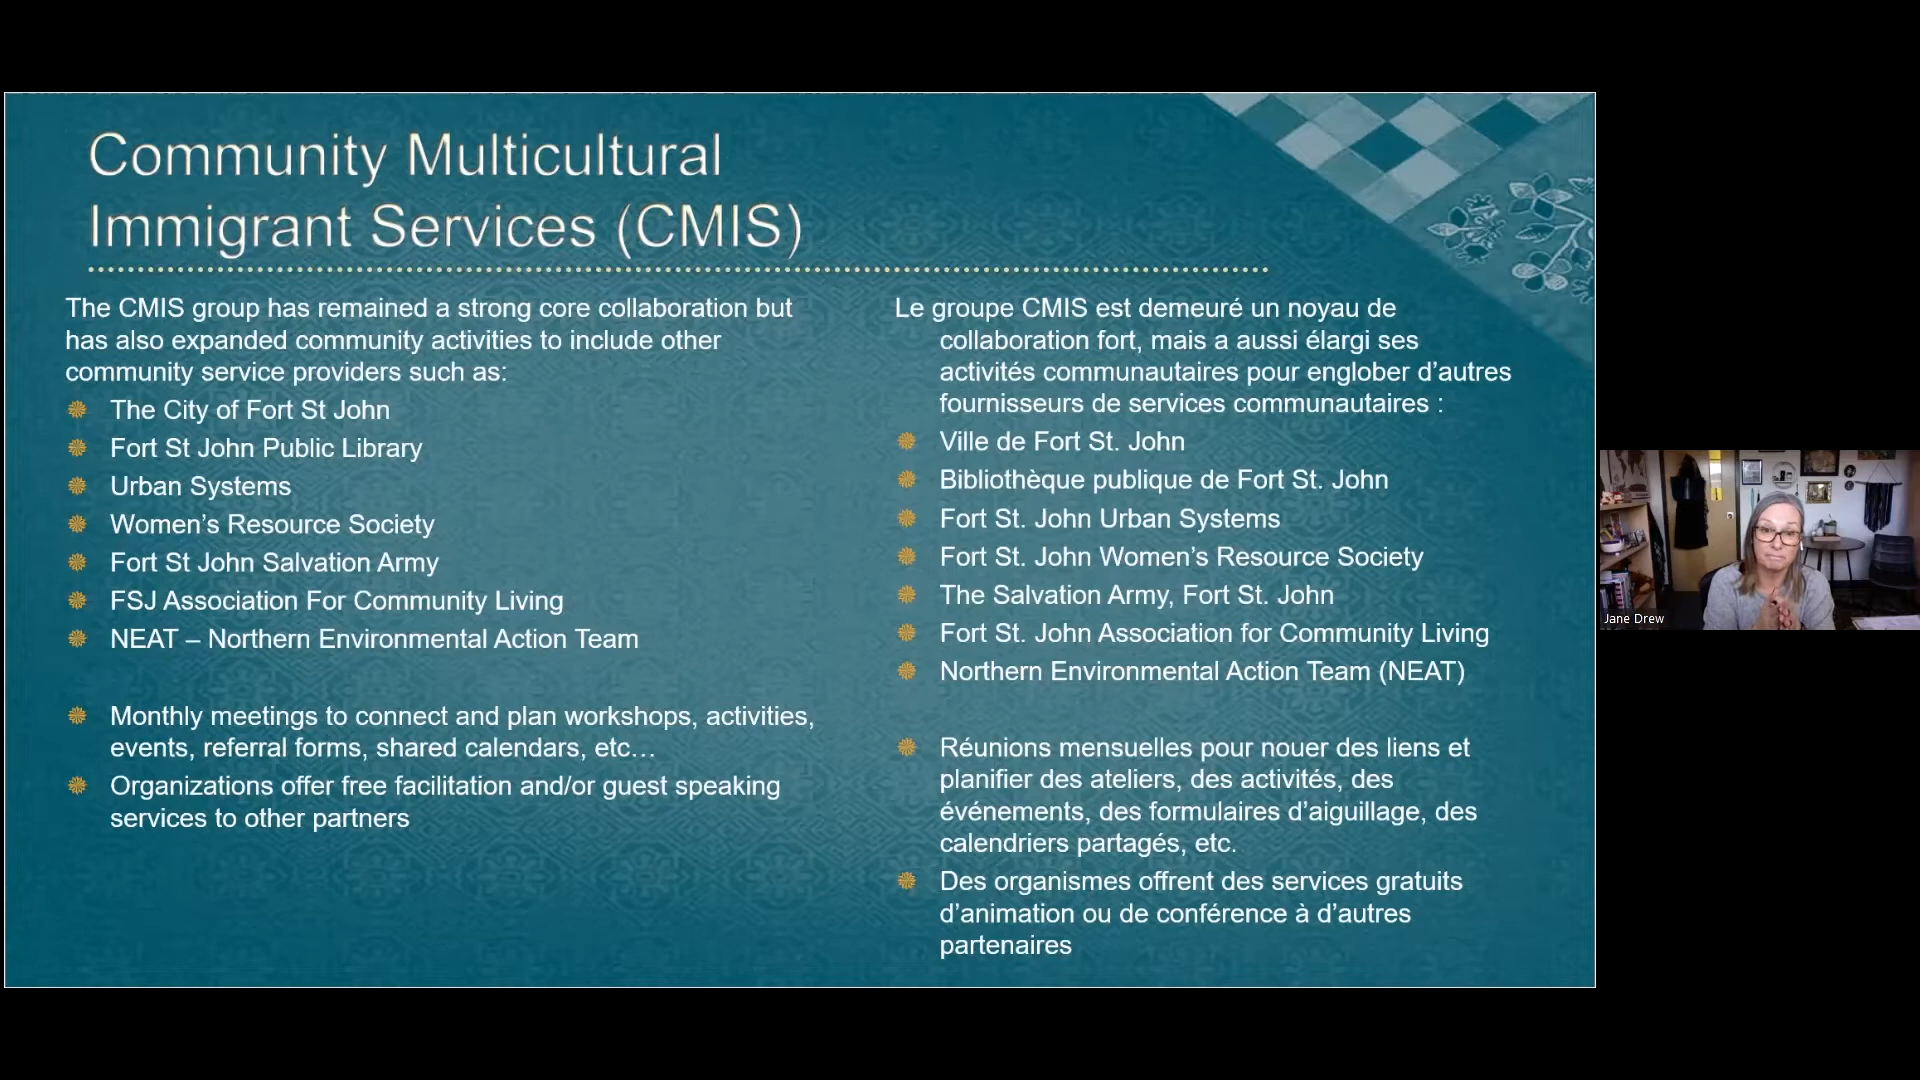 Community Multicultural
Immigrant Services (CMIS)
The CMIS group has remained a strong core collaboration but
has also expanded community activities to include other
community service providers such as:
The City of Fort St John
Fort St John Public Library
Urban Systems
Women’s Resource Society
Fort St John Salvation Army
FSJ Association For Community Living
NEAT – Northern Environmental Action Team
Monthly meetings to connect and plan workshops, activities,
events, referral forms, shared calendars, etc…
Organizations offer free facilitation and/or guest speaking
services to other partners
Le groupe CMIS est demeuré un noyau de
collaboration fort, mais a aussi élargi ses
activités communautaires pour englober d’autres
fournisseurs de services communautaires :
Ville de Fort St. John
Bibliothèque publique de Fort St. John
Fort St. John Urban Systems
Fort St. John Women’s Resource Society
The Salvation Army, Fort St. John
Fort St. John Association for Community Living
Northern Environmental Action Team (NEAT)
Réunions mensuelles pour nouer des liens et
planifier des ateliers, des activités, des
événements, des formulaires d’aiguillage, des
calendriers partagés, etc.
Des organismes offrent des services gratuits
d’animation ou de conférence à d’autres
partenaires
Jane Drew